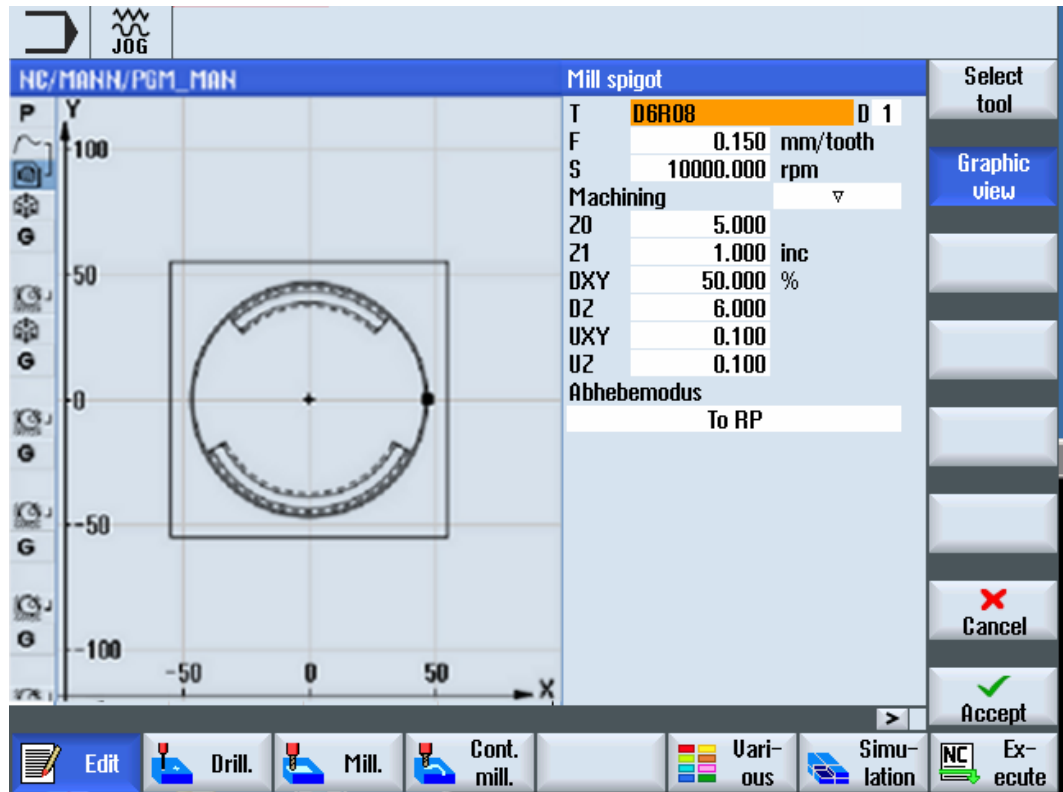 JOG
NC/MANN/PGM_MAN
Mill spigot
Select
tool
P
Y
T D6R08 D 1
100
F 0.150 mm/tooth
S 10000.000 rpm
Graphic
view
Machining ▽
G
Z0 5.000
50
Z1 1.000 inc
DXY 50.000 %
DZ 6.000
UXY 0.100
G
UZ 0.100
0
Abhebemodus
To RP
G
-50
G
Cancel
G
-100
-50 0 50
X
Accept
>
Edit
Drill.
Mill.
Cont.
mill.
Vari-
ous
Simu-
lation
NC
Ex-
ecute